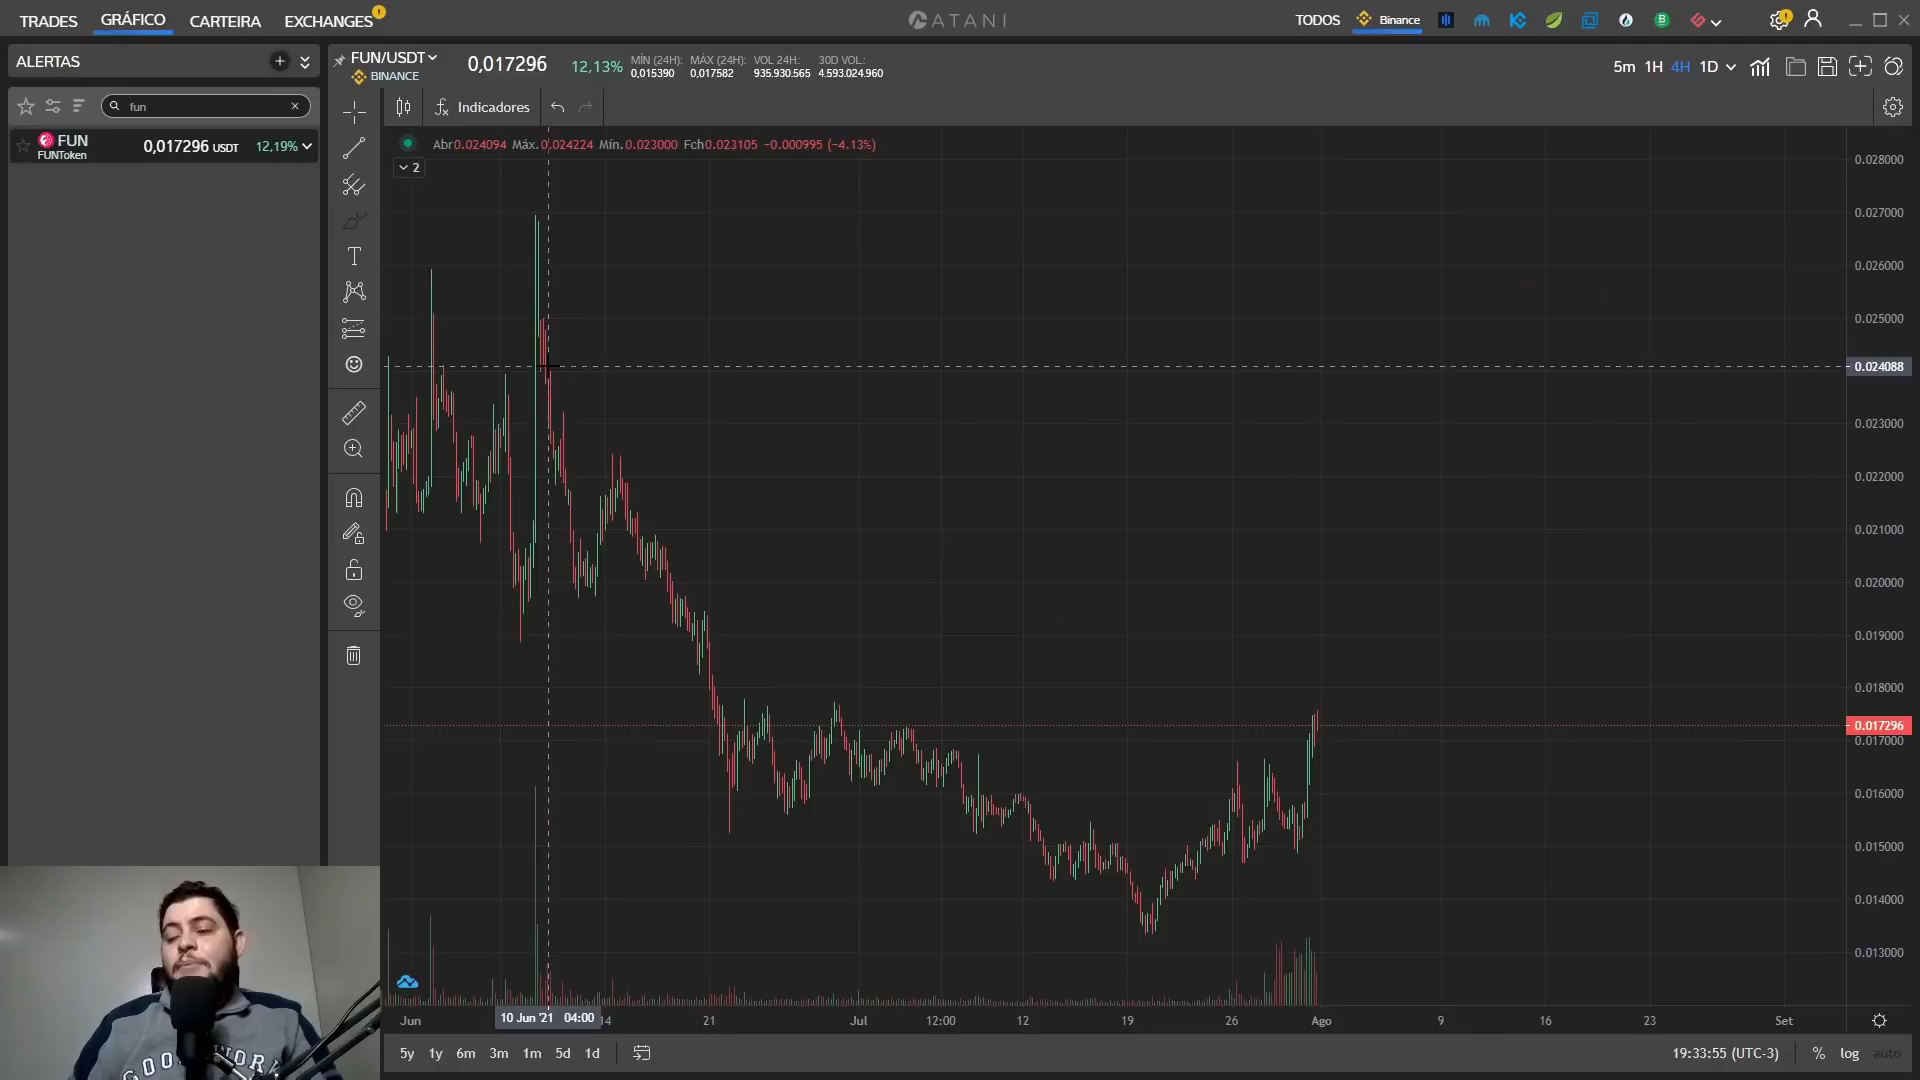 TRADES GRÁFICO CARTEIRA EXCHANGES
ATANI
TODOS Binance
ALERTAS
fun
FUN 0,017296 USDT 12,19%
FUNToken
FUN/USDT 0,017296 12,13%
BINANCE
MÍN (24H): MÁX (24H): VOL 24H.: 30D VOL.:
0,015390 0,017582 935.930.565 4.593.024.960
5m 1H 4H 1D
Indicadores
Abr0.024094 Máx.0.024224 Mín.0.023000 Fch0.023105 −0.000995 (−4.13%)
2
0.028000
0.027000
0.026000
0.025000
0.024088
0.023000
0.022000
0.021000
0.020000
0.019000
0.018000
0.017296
0.017000
0.016000
0.015000
0.014000
0.013000
Jun 10 Jun '21 04:00 14 21 Jul 12:00 12 19 26 Ago 9 16 23 Set
5y 1y 6m 3m 1m 5d 1d
19:33:55 (UTC-3) % log auto